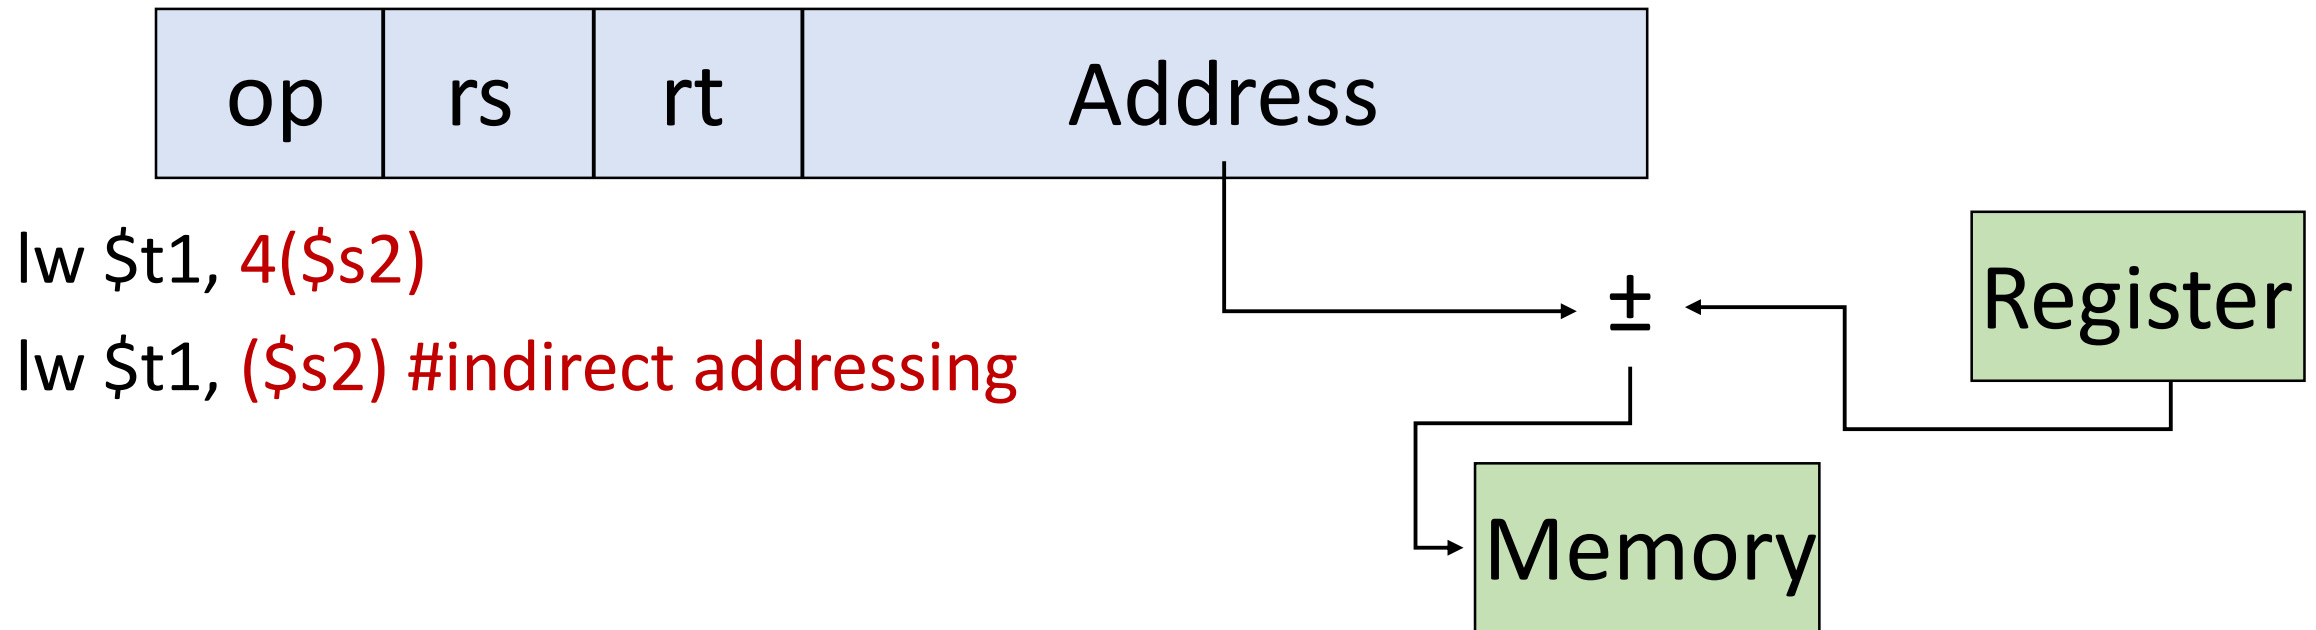 op rs rt Address
lw $t1, 4($s2)
lw $t1, ($s2) #indirect addressing
±
Register
Memory